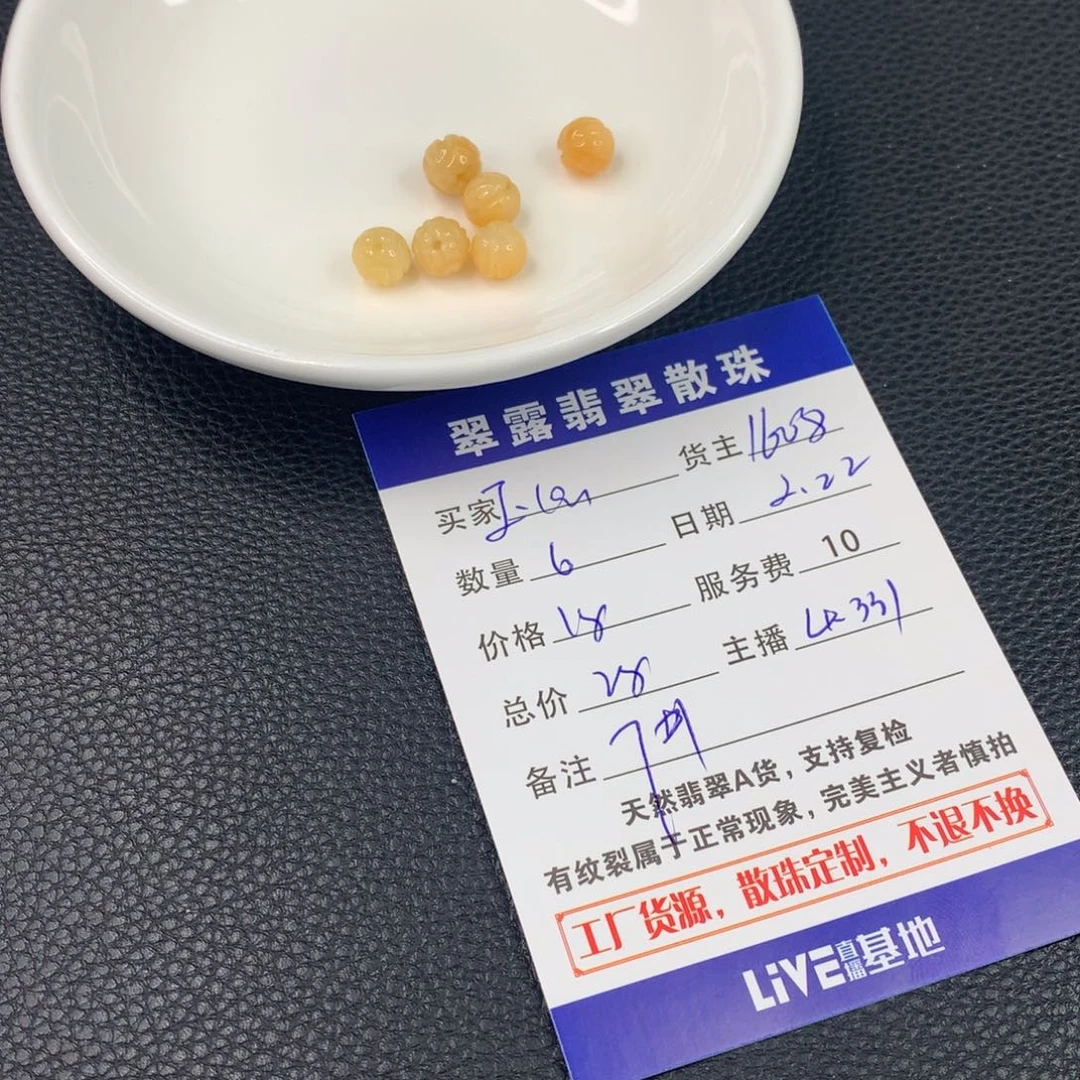 翠露翡翠散珠
买家 货主 1608
数量 6 日期 2.22
价格 18 服务费 10
总价 28 主播 LR331
备注
天然翡翠A货，支持复检
有纹裂属于正常现象，完美主义者慎拍
工厂货源，散珠定制，不退不换
LiVE直播基地